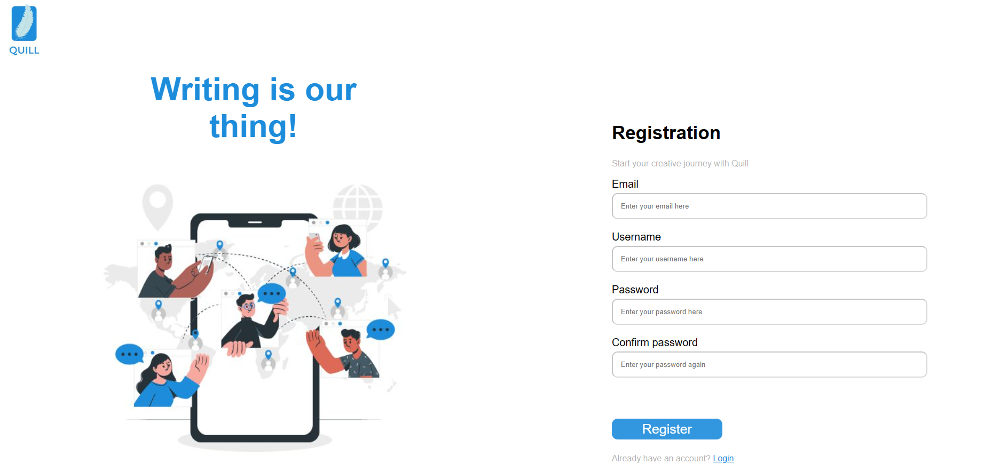 QUILL
Writing is our
thing!
Registration
Start your creative journey with Quill
Email
Enter your email here
Username
Enter your username here
Password
Enter your password here
Confirm password
Enter your password again
Register
Already have an account? Login